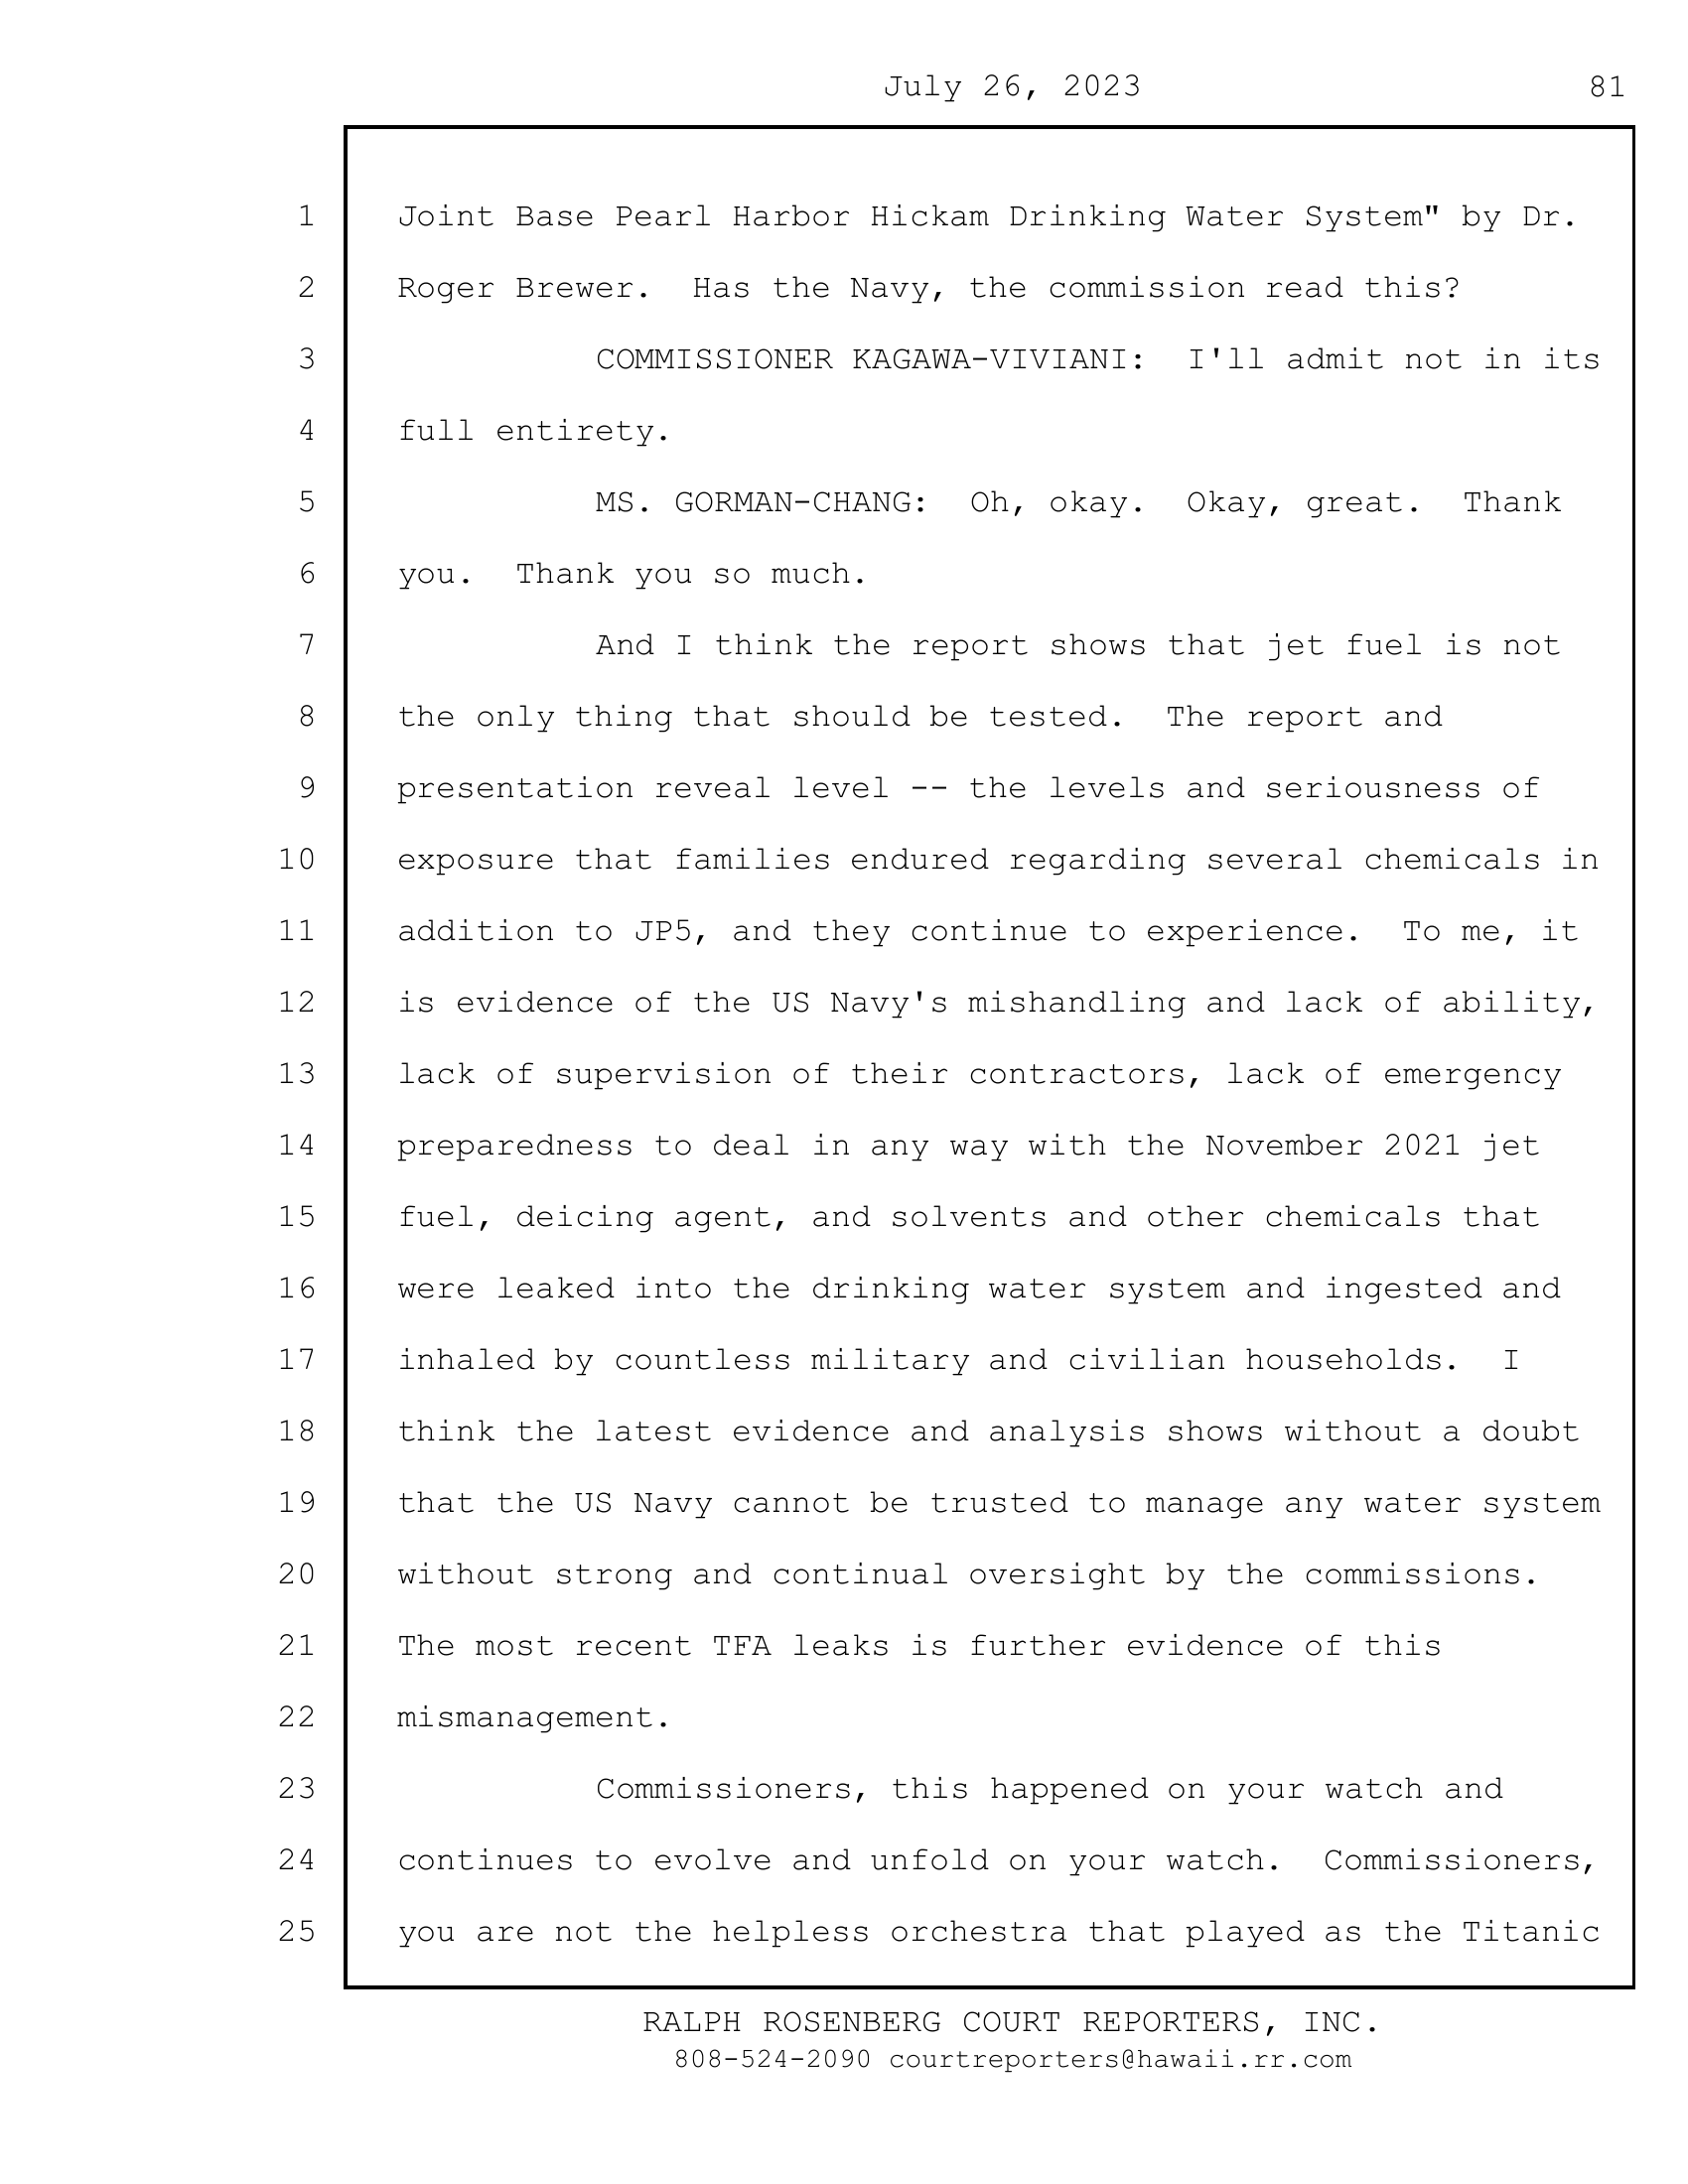 July 26, 2023 81
1 Joint Base Pearl Harbor Hickam Drinking Water System" by Dr.
2 Roger Brewer. Has the Navy, the commission read this?
3 COMMISSIONER KAGAWA-VIVIANI: I'll admit not in its
4 full entirety.
5 MS. GORMAN-CHANG: Oh, okay. Okay, great. Thank
6 you. Thank you so much.
7 And I think the report shows that jet fuel is not
8 the only thing that should be tested. The report and
9 presentation reveal level -- the levels and seriousness of
10 exposure that families endured regarding several chemicals in
11 addition to JP5, and they continue to experience. To me, it
12 is evidence of the US Navy's mishandling and lack of ability,
13 lack of supervision of their contractors, lack of emergency
14 preparedness to deal in any way with the November 2021 jet
15 fuel, deicing agent, and solvents and other chemicals that
16 were leaked into the drinking water system and ingested and
17 inhaled by countless military and civilian households. I
18 think the latest evidence and analysis shows without a doubt
19 that the US Navy cannot be trusted to manage any water system
20 without strong and continual oversight by the commissions.
21 The most recent TFA leaks is further evidence of this
22 mismanagement.
23 Commissioners, this happened on your watch and
24 continues to evolve and unfold on your watch. Commissioners,
25 you are not the helpless orchestra that played as the Titanic
RALPH ROSENBERG COURT REPORTERS, INC.
808-524-2090 courtreporters@hawaii.rr.com